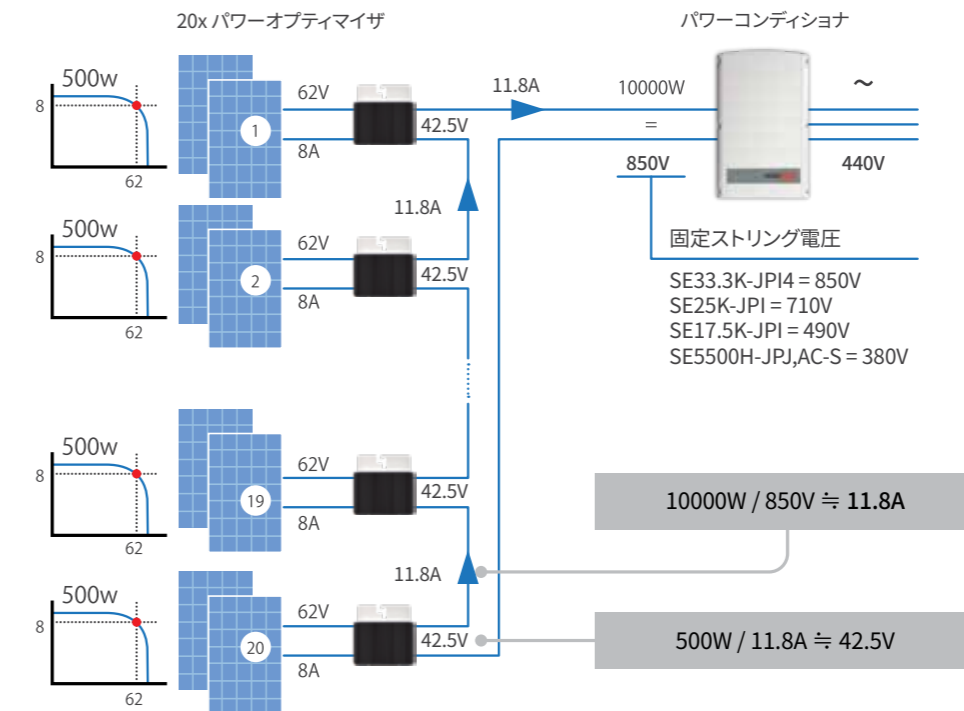 20x パワーオプティマイザ
パワーコンディショナ
500w
8
62
1
62V
8A
42.5V
11.8A
10000W
=
850V
～
440V
11.8A
500w
8
62
2
62V
8A
42.5V
固定ストリング電圧
SE33.3K-JPI4 = 850V
SE25K-JPI = 710V
SE17.5K-JPI = 490V
SE5500H-JPJ,AC-S = 380V
500w
8
62
19
62V
8A
42.5V
10000W / 850V ≒ 11.8A
11.8A
500w
8
62
20
62V
8A
42.5V
500W / 11.8A ≒ 42.5V